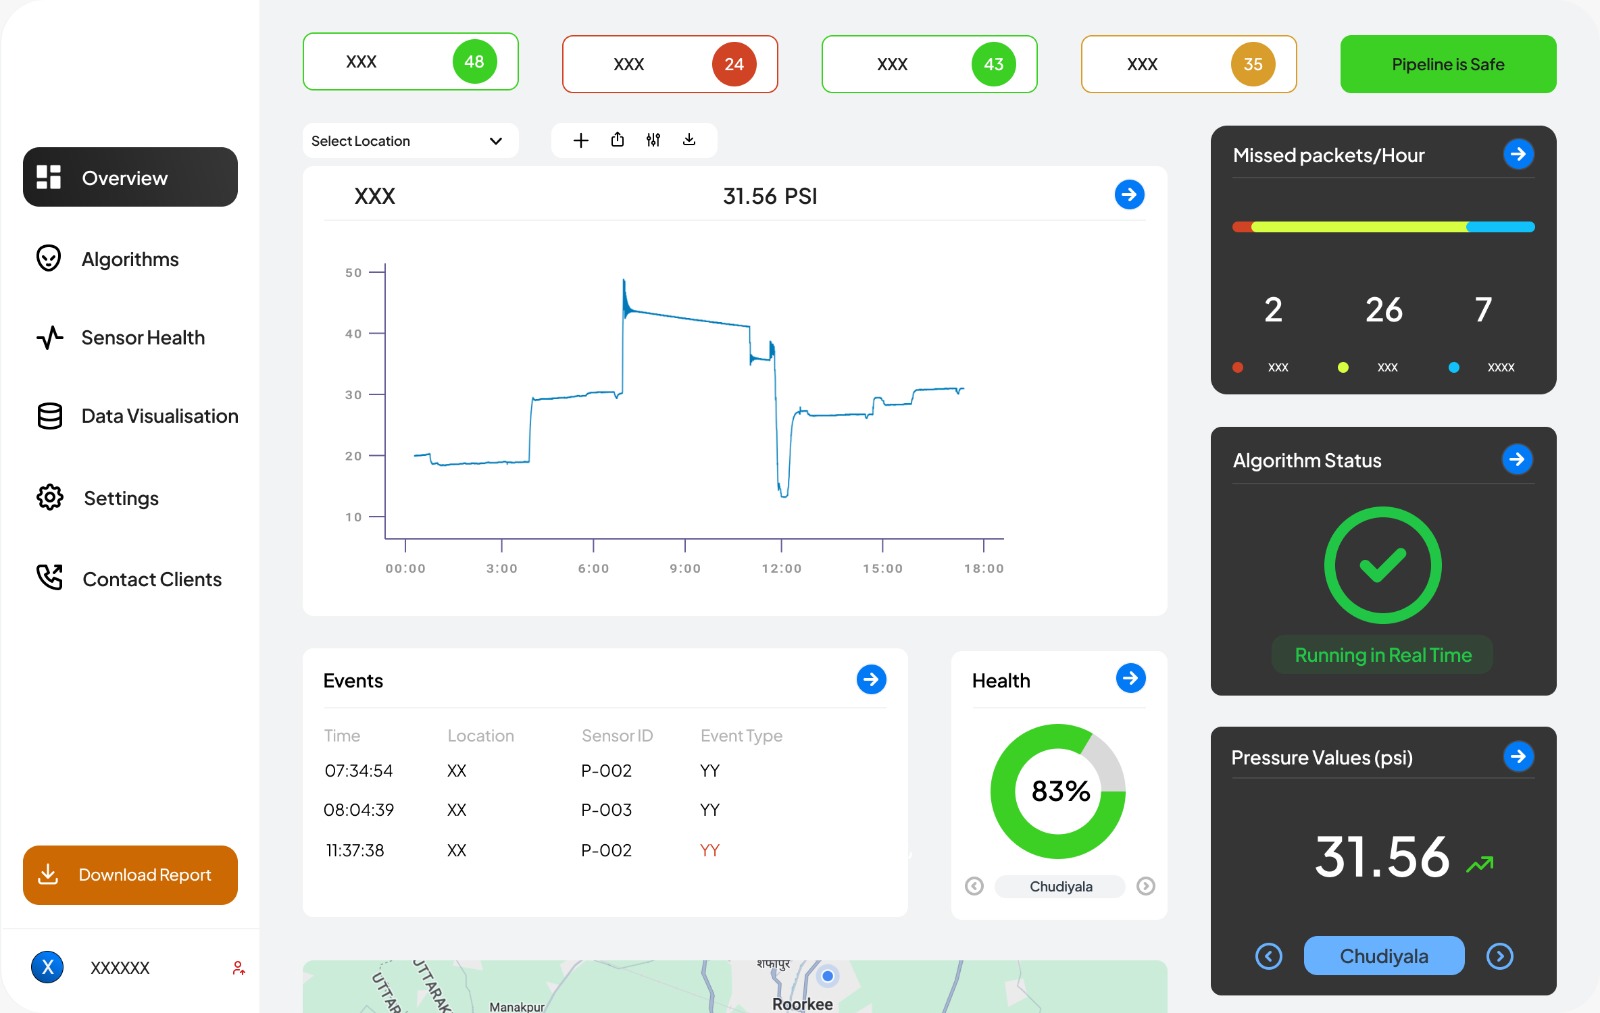 XXX 48
XXX 24
XXX 43
XXX 35
Pipeline is Safe
Overview
Algorithms
Sensor Health
Data Visualisation
Settings
Contact Clients
Download Report
X XXXXXX
Select Location
XXX 31.56 PSI
50
40
30
20
10
00:00 3:00 6:00 9:00 12:00 15:00 18:00
Events
Time Location Sensor ID Event Type
07:34:54 XX P-002 YY
08:04:39 XX P-003 YY
11:37:38 XX P-002 YY
Health
83%
Chudiyala
Missed packets/Hour
2 26 7
XXX XXX XXXX
Algorithm Status
Running in Real Time
Pressure Values (psi)
31.56
Chudiyala
शेफापुर
Manakpur
Roorkee